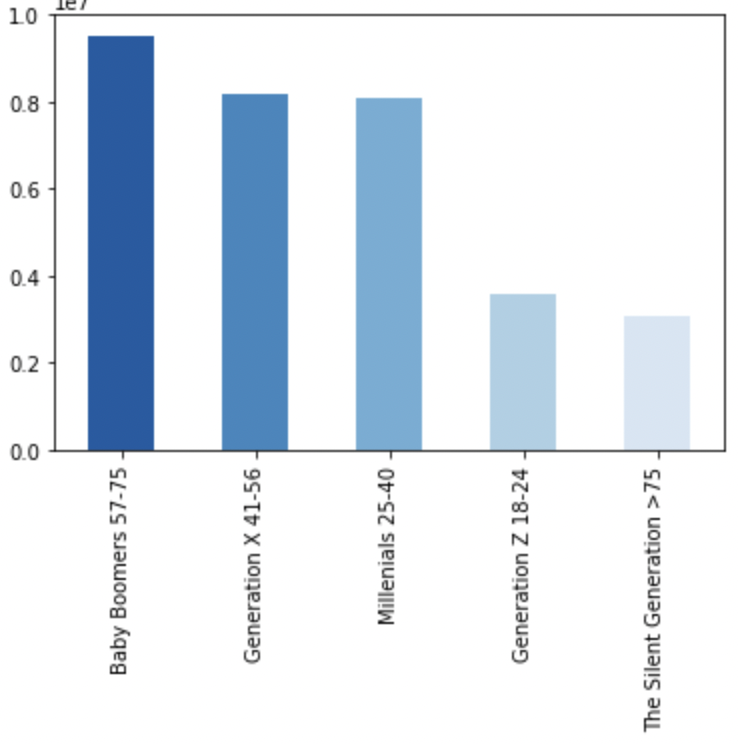 1e7
1.0
0.8
0.6
0.4
0.2
0.0
Baby Boomers 57-75
Generation X 41-56
Millenials 25-40
Generation Z 18-24
The Silent Generation >75